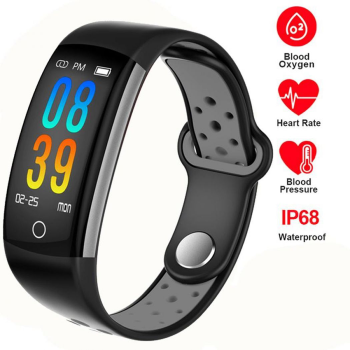 PM
08
39
02-25 MON
O2
Blood
Oxygen
Heart Rate
Blood
Pressure
IP68
Waterproof